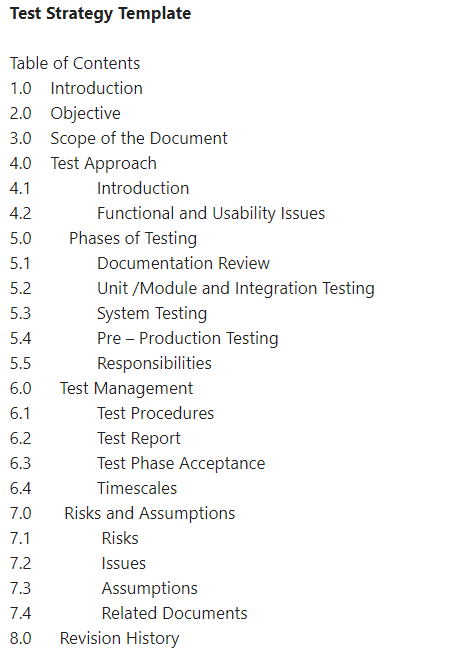 Test Strategy Template
Table of Contents
1.0 Introduction
2.0 Objective
3.0 Scope of the Document
4.0 Test Approach
4.1 Introduction
4.2 Functional and Usability Issues
5.0 Phases of Testing
5.1 Documentation Review
5.2 Unit /Module and Integration Testing
5.3 System Testing
5.4 Pre – Production Testing
5.5 Responsibilities
6.0 Test Management
6.1 Test Procedures
6.2 Test Report
6.3 Test Phase Acceptance
6.4 Timescales
7.0 Risks and Assumptions
7.1 Risks
7.2 Issues
7.3 Assumptions
7.4 Related Documents
8.0 Revision History